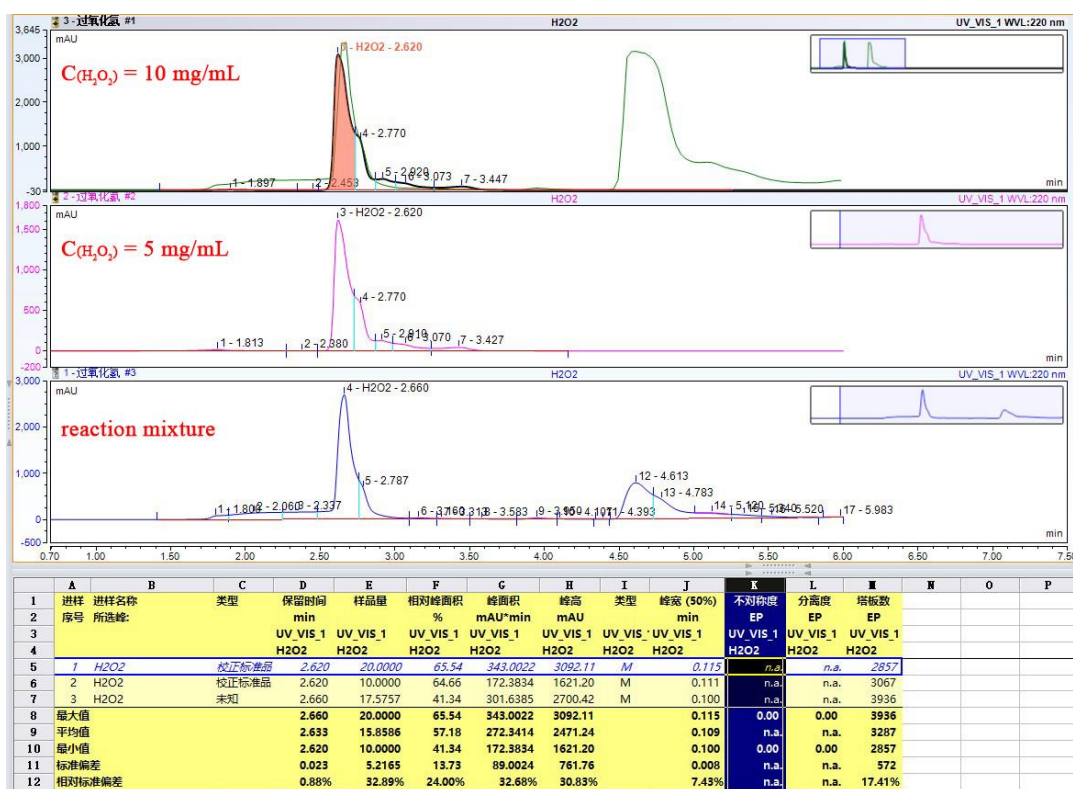 3 - 过氧化氢 #1 H2O2 UV_VIS_1 WVL:220 nm
3,645
mAU
3 - H2O2 - 2.620
3,000
C(H₂O₂) = 10 mg/mL
2,000
4 - 2.770
1,000
5 - 2.920
6 - 3.073
7 - 3.447
1 - 1.897
2 - 2.453
-30
min
2 - 过氧化氢 #2 H2O2 UV_VIS_1 WVL:220 nm
1,800
mAU
3 - H2O2 - 2.620
C(H₂O₂) = 5 mg/mL
1,000
4 - 2.770
500
5 - 2.910
6 - 3.070
7 - 3.427
1 - 1.813
2 - 2.380
0
-200
min
1 - 过氧化氢 #3 H2O2 UV_VIS_1 WVL:220 nm
3,000
mAU
4 - H2O2 - 2.660
2,000
reaction mixture
1,000
5 - 2.787
12 - 4.613
13 - 4.783
2 - 2.060
3 - 2.337
8 - 3.583
11 - 4.393
14 - 5.120
16 - 5.520
17 - 5.983
0
-500
min
0.70 1.00 1.50 2.00 2.50 3.00 3.50 4.00 4.50 5.00 5.50 6.00 6.50 7.00 7.50
A B C D E F G H I J K L M N O P
1 进样 进样名称 类型 保留时间 样品量 相对峰面积 峰面积 峰高 类型 峰宽 (50%) 不对称度 分离度 塔板数
2 序号 所选峰: min % mAU*min mAU min EP EP EP
3 UV_VIS_1 UV_VIS_1 UV_VIS_1 UV_VIS_1 UV_VIS_1 UV_VIS_1 UV_VIS_1 UV_VIS_1 UV_VIS_1 UV_VIS_1
4 H2O2 H2O2 H2O2 H2O2 H2O2 H2O2 H2O2 H2O2 H2O2 H2O2
5 1 H2O2 校正标准品 2.620 20.0000 65.54 343.0022 3092.11 M 0.115 n.a. n.a. 2857
6 2 H2O2 校正标准品 2.620 10.0000 64.66 172.3834 1621.20 M 0.111 n.a. n.a. 3067
7 3 H2O2 未知 2.660 17.5757 41.34 301.6385 2700.42 M 0.100 n.a. n.a. 3936
8 最大值 2.660 20.0000 65.54 343.0022 3092.11 0.115 0.00 0.00 3936
9 平均值 2.633 15.8586 57.18 272.3414 2471.24 0.109 n.a. n.a. 3287
10 最小值 2.620 10.0000 41.34 172.3834 1621.20 0.100 0.00 0.00 2857
11 标准偏差 0.023 5.2165 13.73 89.0024 761.76 0.008 n.a. n.a. 572
12 相对标准偏差 0.88% 32.89% 24.00% 32.68% 30.83% 7.43% n.a. n.a. 17.41%